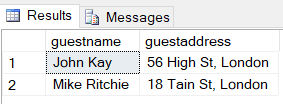 Results Messages
guestname guestaddress
1 John Kay 56 High St, London
2 Mike Ritchie 18 Tain St, London